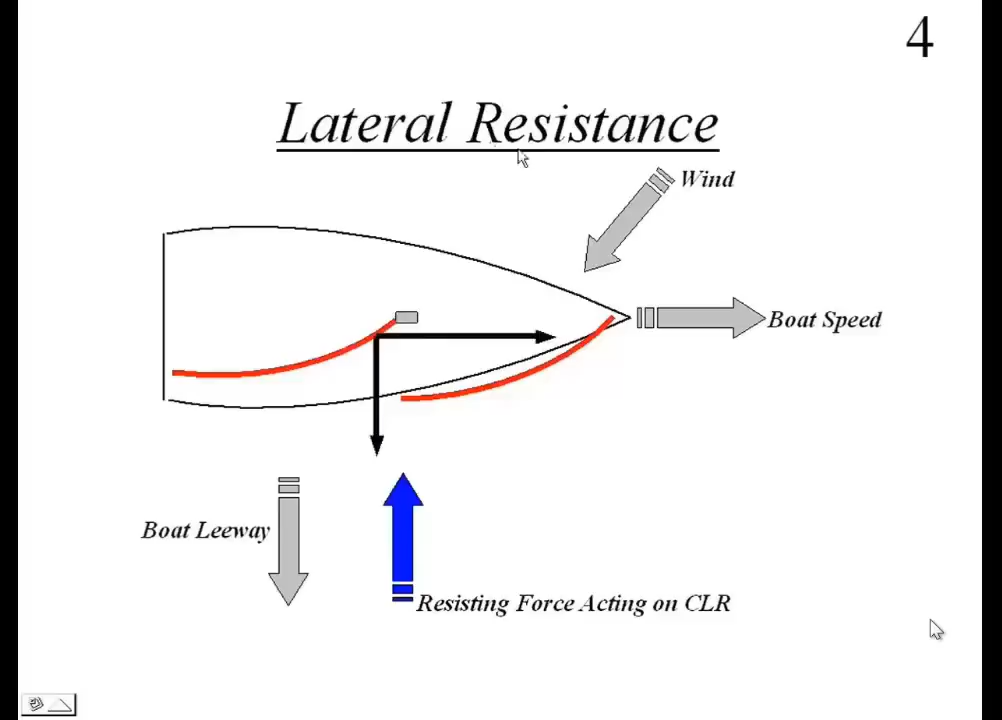 4
Lateral Resistance
Wind
Boat Speed
Boat Leeway
Resisting Force Acting on CLR